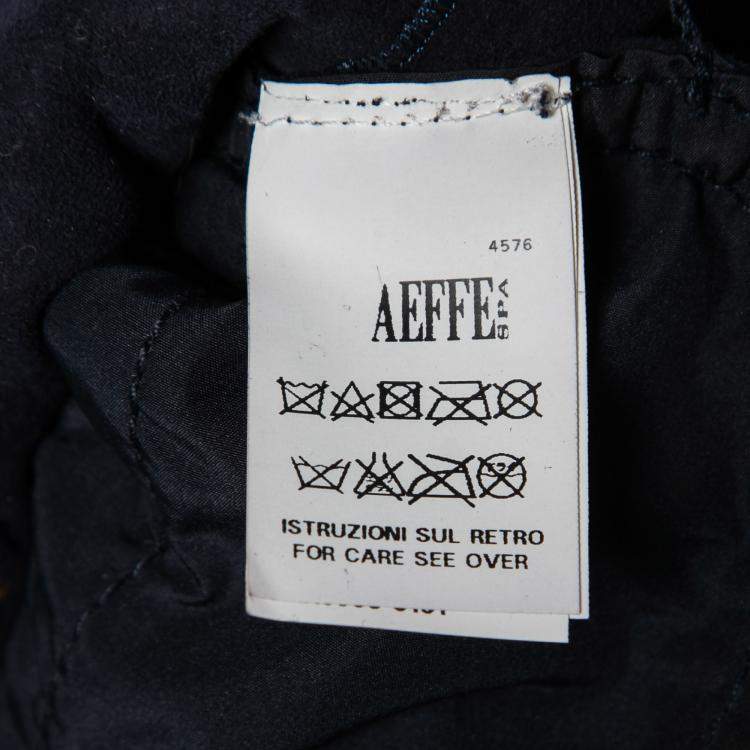 4576
AEFFE SPA
ISTRUZIONI SUL RETRO
FOR CARE SEE OVER